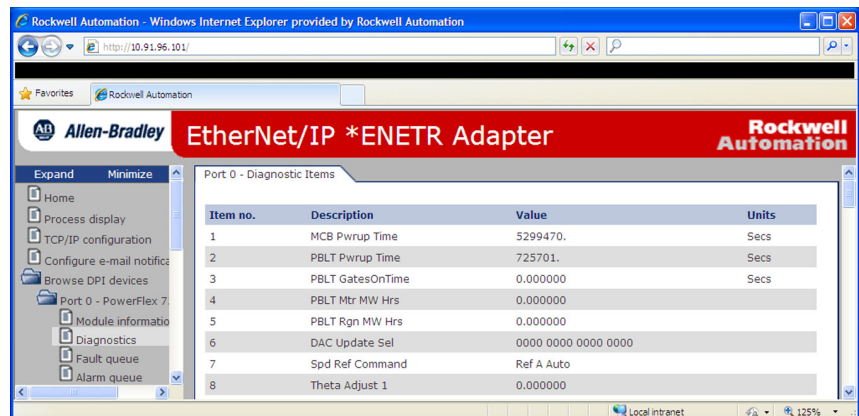 Rockwell Automation - Windows Internet Explorer provided by Rockwell Automation
http://10.91.96.101/
Favorites
Rockwell Automation
AB Allen-Bradley
EtherNet/IP *ENETR Adapter
Rockwell Automation
Expand Minimize
Home
Process display
TCP/IP configuration
Configure e-mail notifica
Browse DPI devices
Port 0 - PowerFlex 7
Module informatio
Diagnostics
Fault queue
Alarm queue
Port 0 - Diagnostic Items
Item no. Description Value Units
1 MCB Pwrup Time 5299470. Secs
2 PBLT Pwrup Time 725701. Secs
3 PBLT GatesOnTime 0.000000 Secs
4 PBLT Mtr MW Hrs 0.000000
5 PBLT Rgn MW Hrs 0.000000
6 DAC Update Sel 0000 0000 0000 0000
7 Spd Ref Command Ref A Auto
8 Theta Adjust 1 0.000000
Local intranet
125%